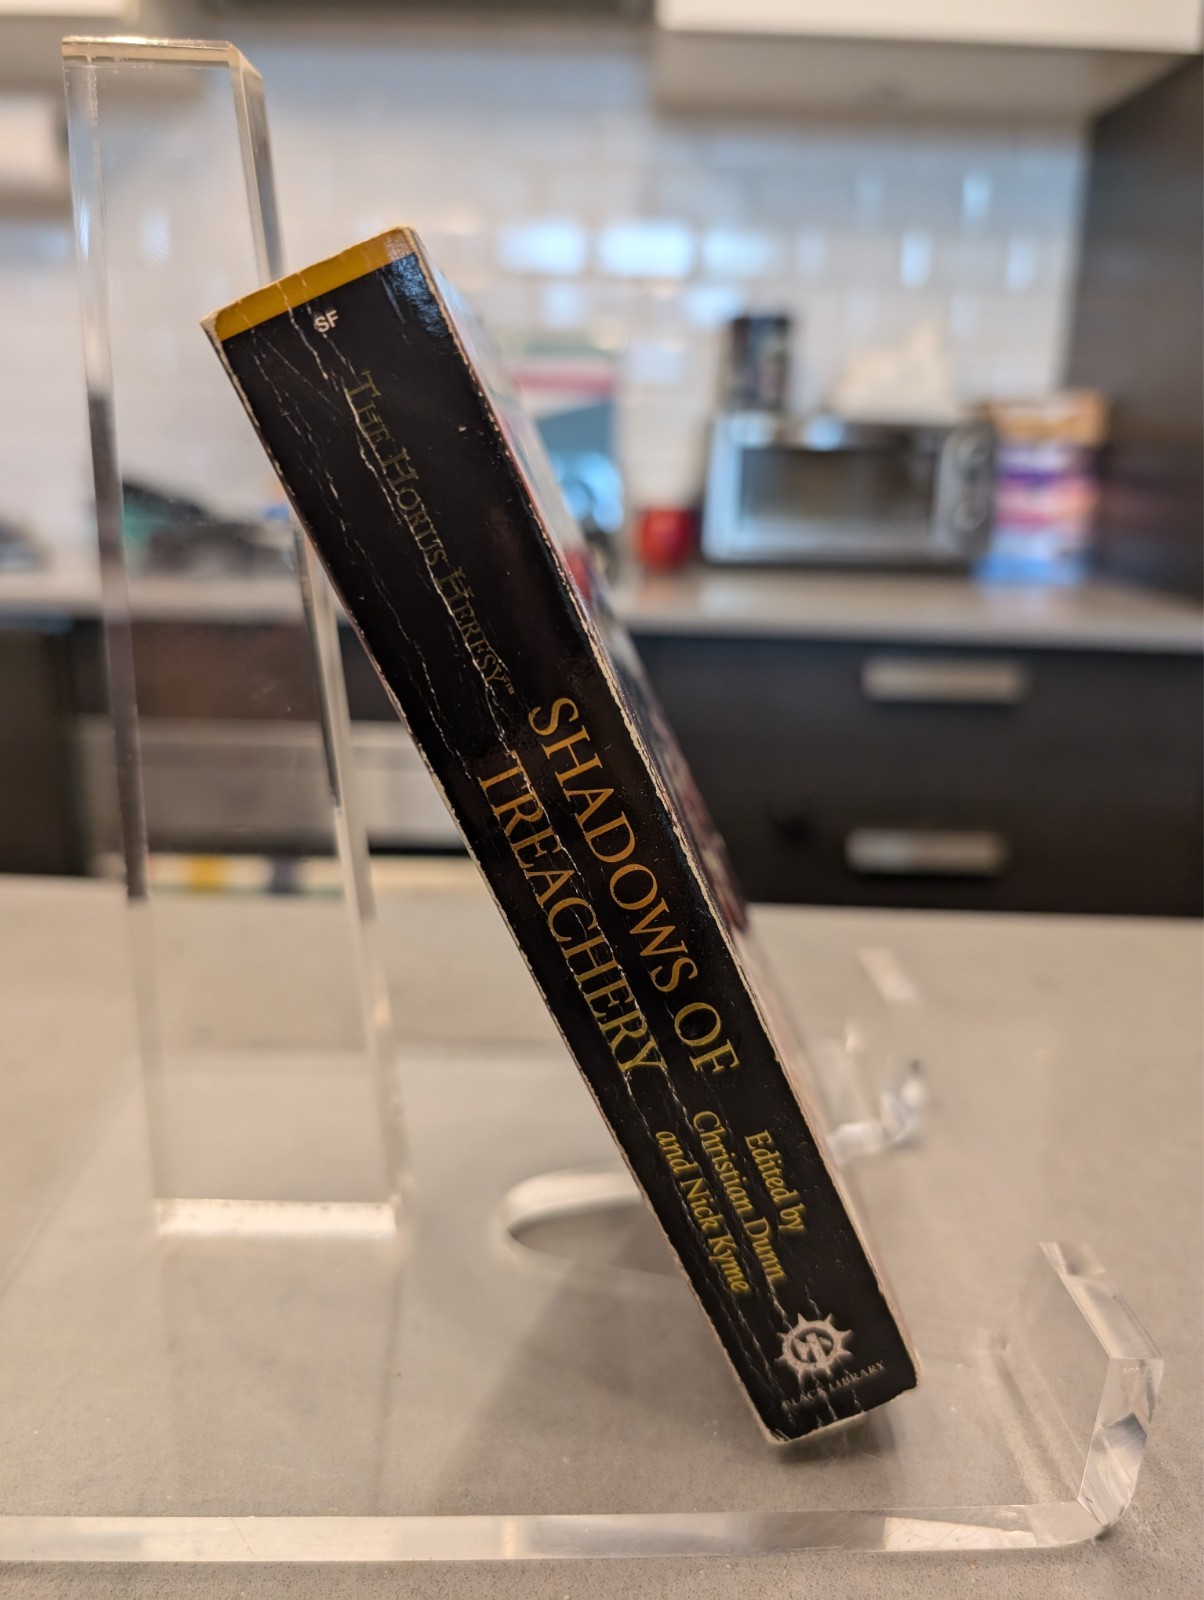 SF
THE HORUS HERESY™
SHADOWS OF
TREACHERY
Edited by
Christian Dunn
and Nick Kyme
BLACK LIBRARY